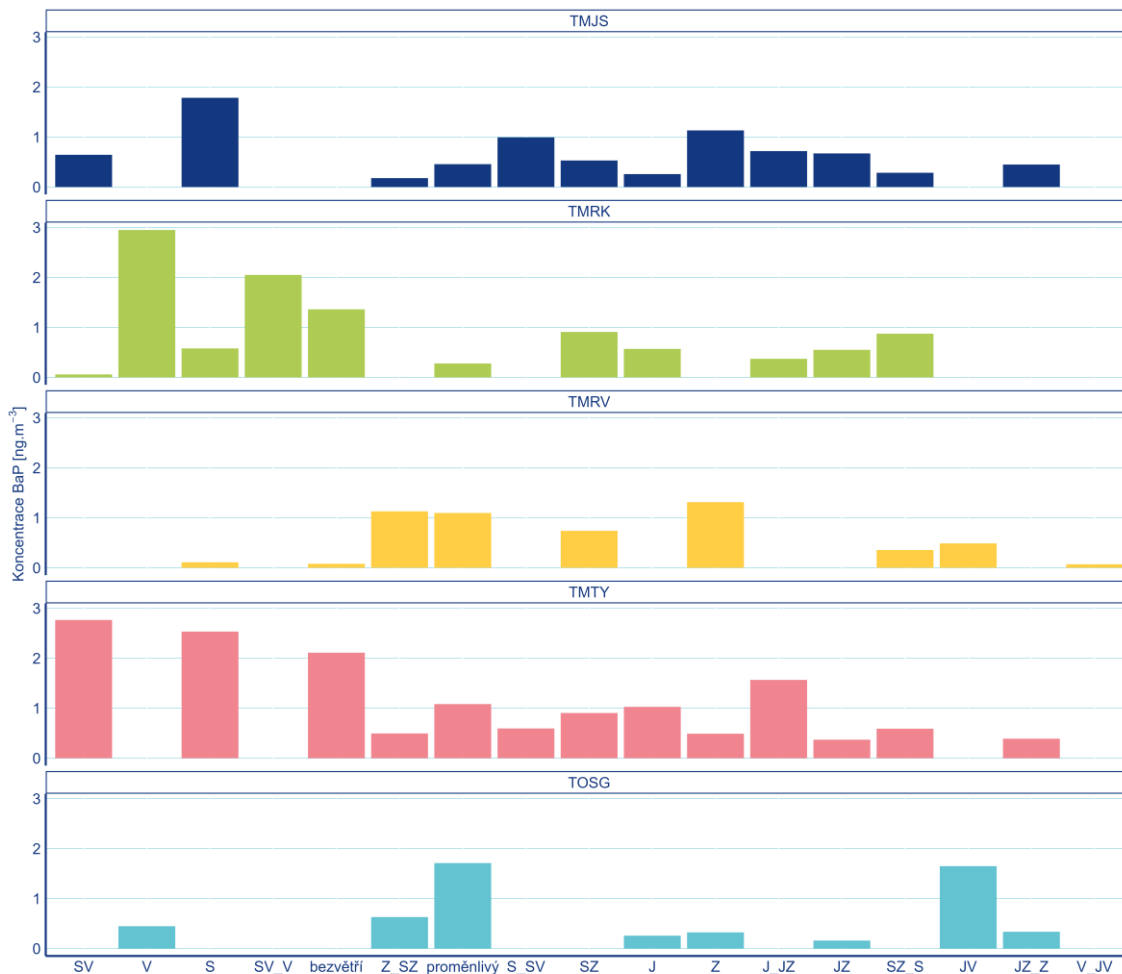 TMJS
3
2
1
0
TMRK
3
2
1
0
TMRV
3
2
1
0
TMTY
3
2
1
0
TOSG
3
2
1
0
Koncentrace BaP [ng.m⁻³]
SV V S SV_V bezvětří Z_SZ proměnlivý S_SV SZ J Z J_JZ JZ SZ_S JV JZ_Z V_JV